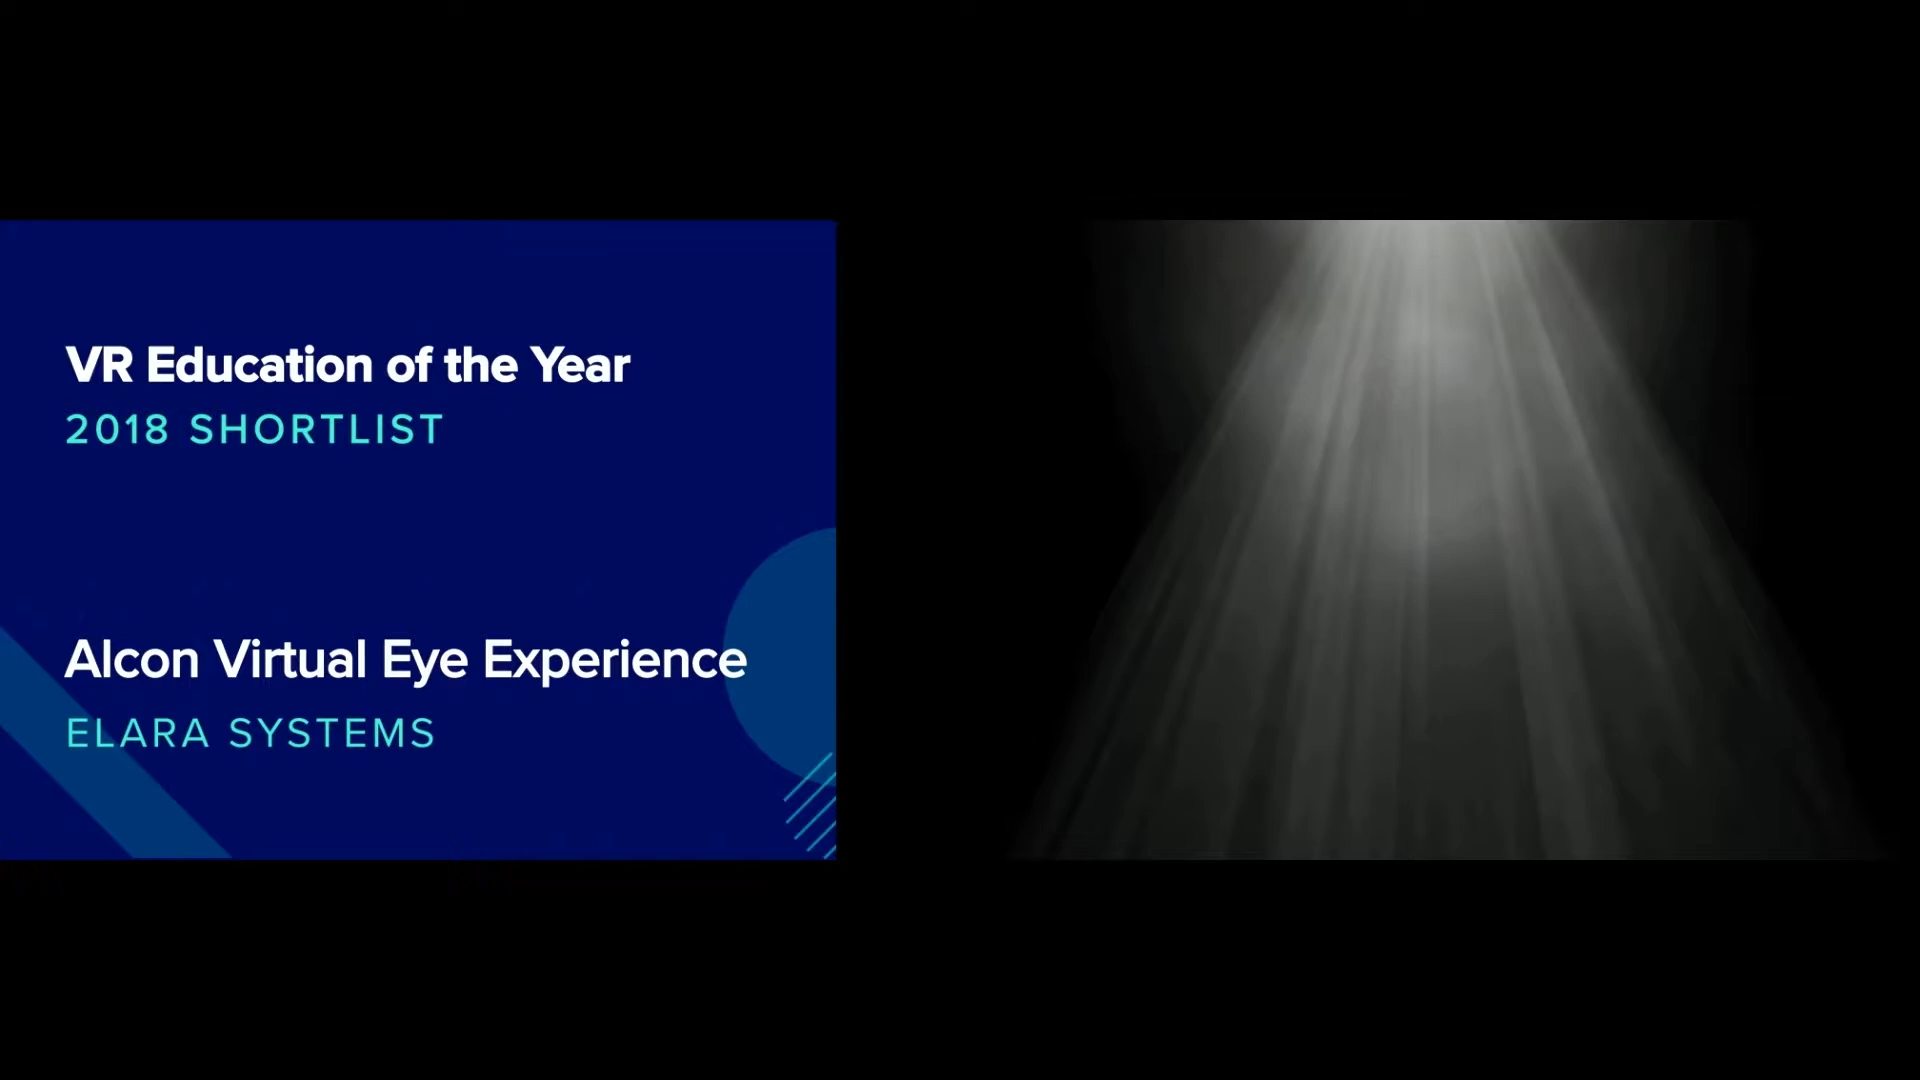 VR Education of the Year
2018 SHORTLIST
Alcon Virtual Eye Experience
ELARA SYSTEMS